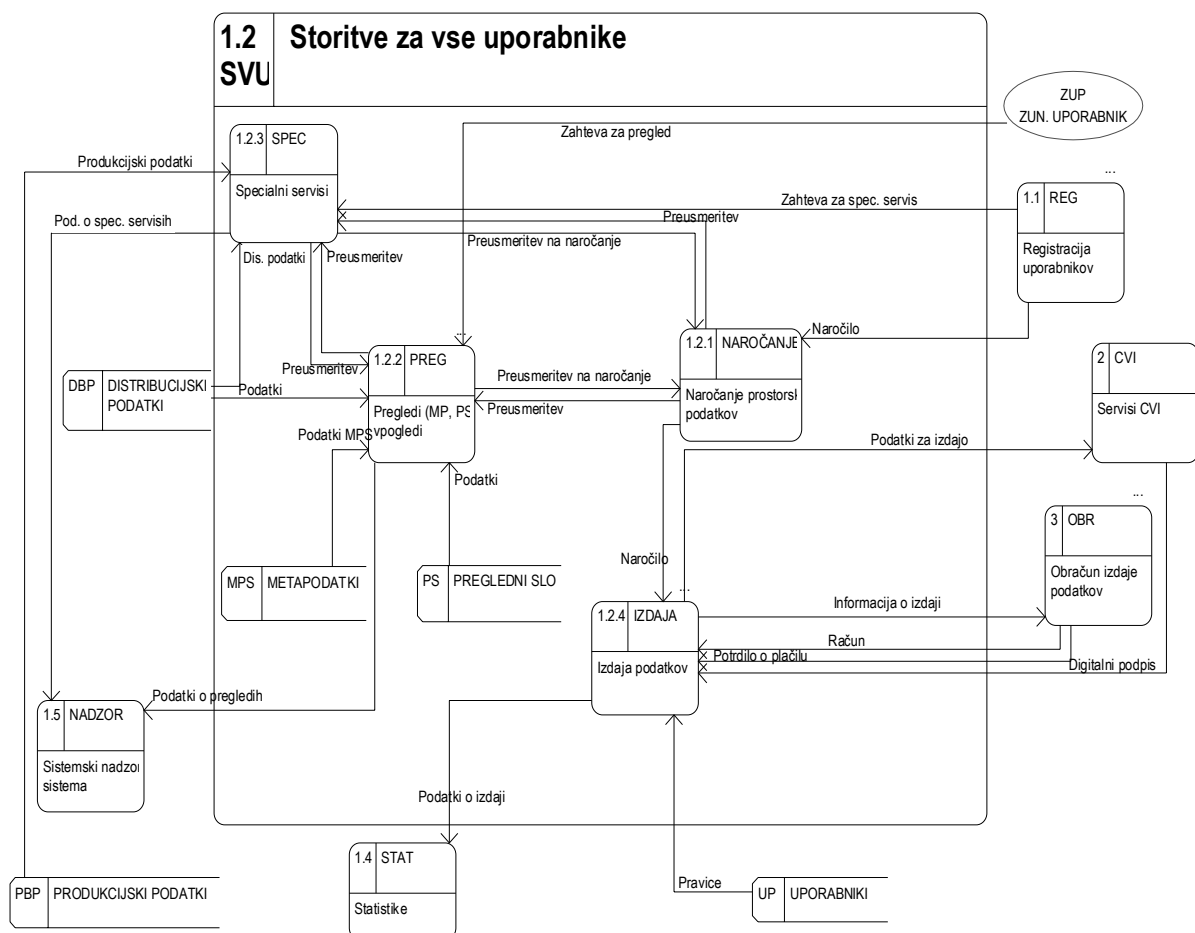 1.2 Storitve za vse uporabnike
SVU
ZUP
ZUN. UPORABNIK
Zahteva za pregled
1.2.3 SPEC
Specialni servisi
Produkcijski podatki
...
1.1 REG
Registracija
uporabnikov
Zahteva za spec. servis
Pod. o spec. servisih
Preusmeritev
Preusmeritev na naročanje
Dis. podatki
Preusmeritev
...
Naročilo
1.2.2 PREG
Pregledi (MP, PS
vpogledi
1.2.1 NAROČANJE
Naročanje prostorsk
podatkov
2 CVI
Servisi CVI
Preusmeritev
Preusmeritev na naročanje
DBP DISTRIBUCIJSKI
PODATKI
Podatki
Preusmeritev
Podatki MPS
Podatki za izdajo
Podatki
...
3 OBR
Obračun izdaje
podatkov
Naročilo
MPS METAPODATKI
PS PREGLEDNI SLO
...
1.2.4 IZDAJA
Izdaja podatkov
Informacija o izdaji
Račun
Potrdilo o plačilu
Digitalni podpis
Podatki o pregledih
1.5 NADZOR
Sistemski nadzor
sistema
Podatki o izdaji
1.4 STAT
Statistike
Pravice
PBP PRODUKCIJSKI PODATKI
UP UPORABNIKI